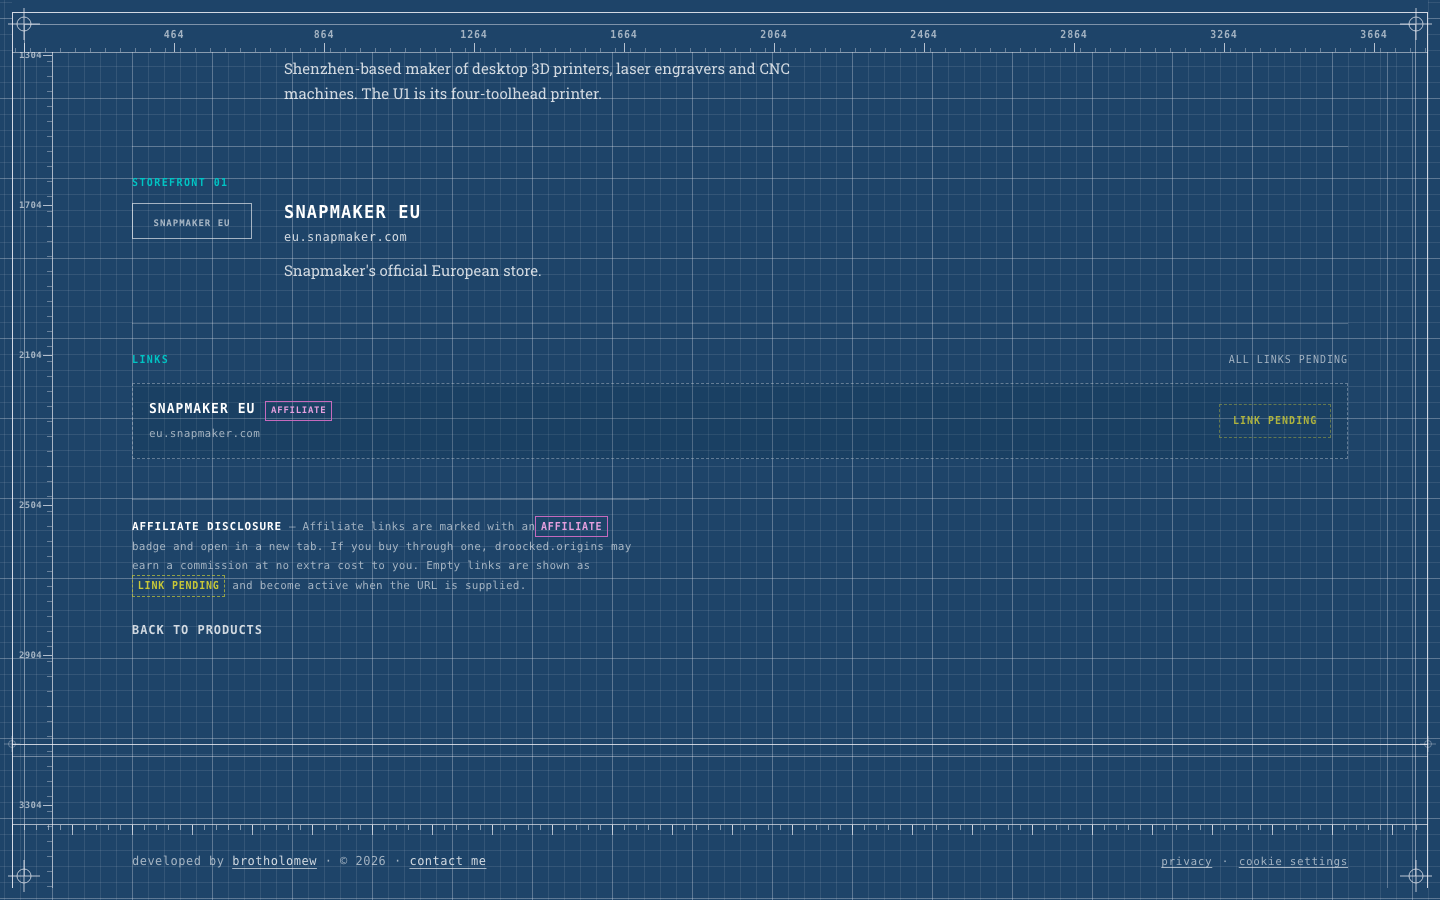 464 864 1264 1664 2064 2464 2864 3264 3664
1304
Shenzhen-based maker of desktop 3D printers, laser engravers and CNC
machines. The U1 is its four-toolhead printer.
STOREFRONT 01
1704
SNAPMAKER EU
SNAPMAKER EU
eu.snapmaker.com
Snapmaker's official European store.
2104
LINKS
ALL LINKS PENDING
SNAPMAKER EU AFFILIATE
eu.snapmaker.com
LINK PENDING
2504
AFFILIATE DISCLOSURE — Affiliate links are marked with an AFFILIATE
badge and open in a new tab. If you buy through one, droocked.origins may
earn a commission at no extra cost to you. Empty links are shown as
LINK PENDING and become active when the URL is supplied.
BACK TO PRODUCTS
2904
3304
developed by brotholomew · © 2026 · contact me
privacy · cookie settings